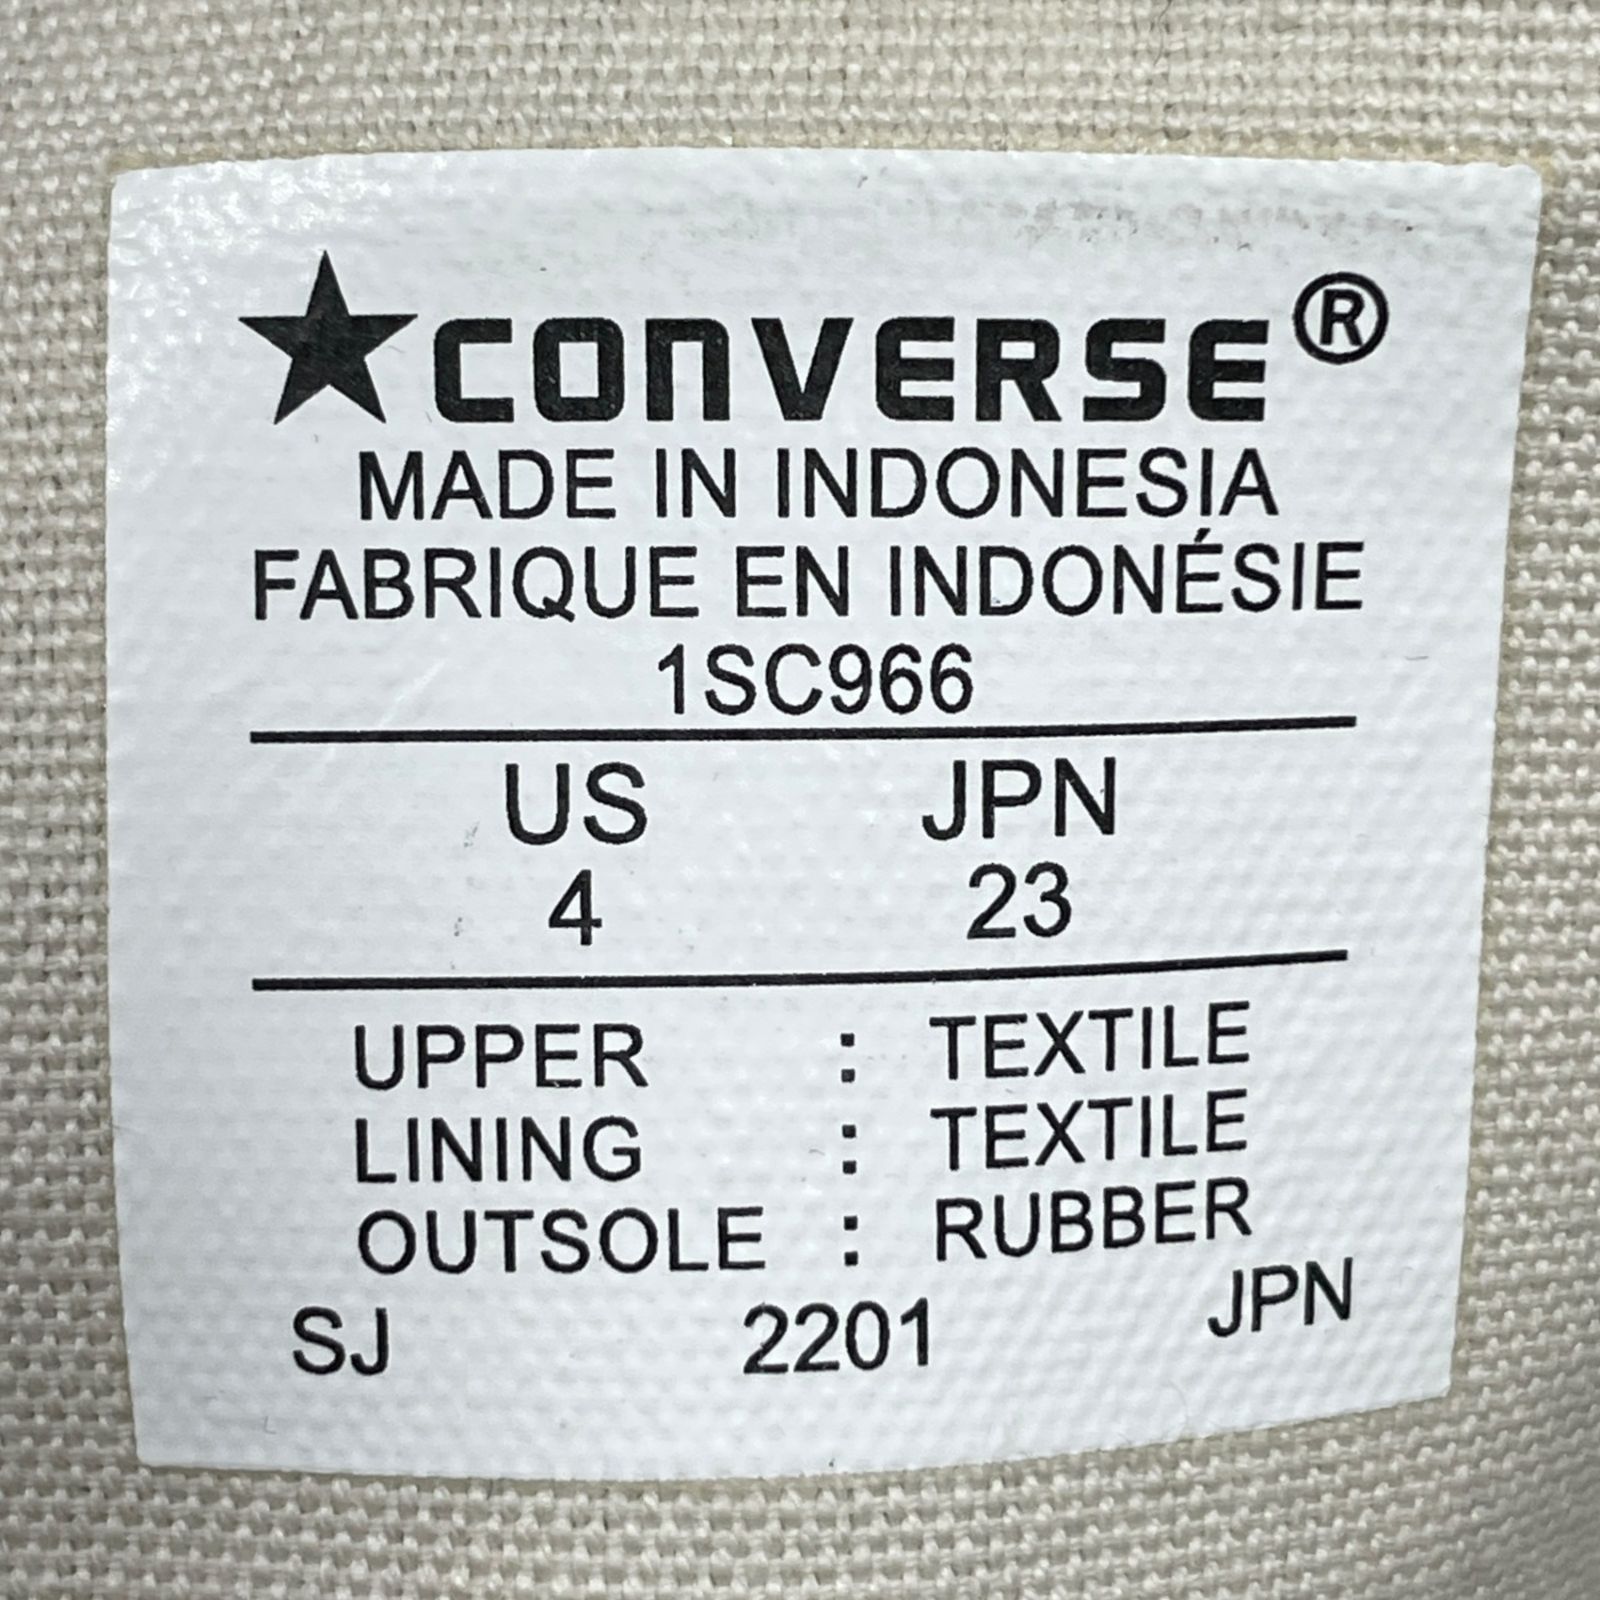 ★CONVERSE®
MADE IN INDONESIA
FABRIQUE EN INDONÉSIE
1SC966
US JPN
4 23
UPPER : TEXTILE
LINING : TEXTILE
OUTSOLE : RUBBER
SJ 2201 JPN